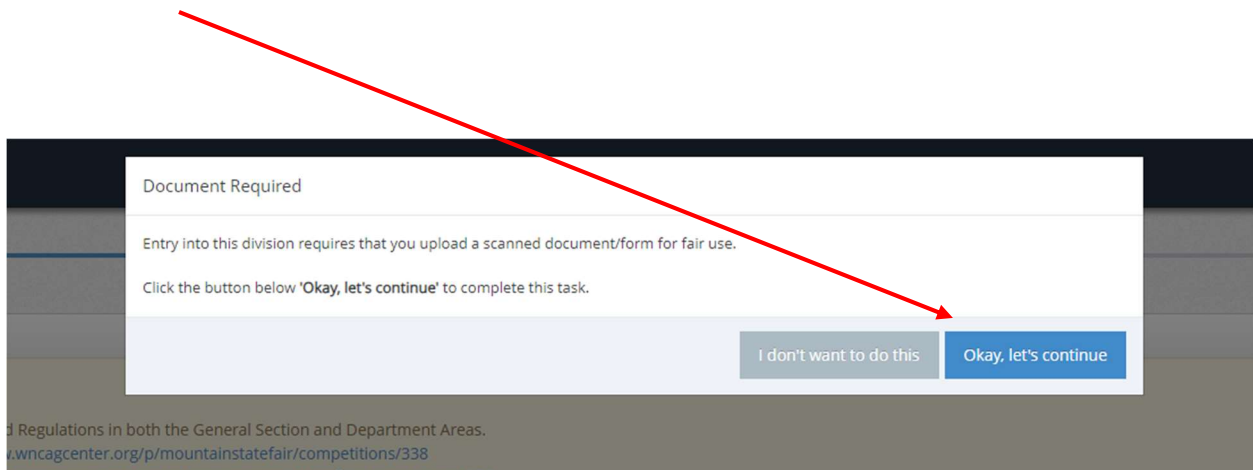 Document Required
Entry into this division requires that you upload a scanned document/form for fair use.
Click the button below 'Okay, let's continue' to complete this task.
I don't want to do this
Okay, let's continue
Regulations in both the General Section and Department Areas.
.wncagcenter.org/p/mountainstatefair/competitions/338